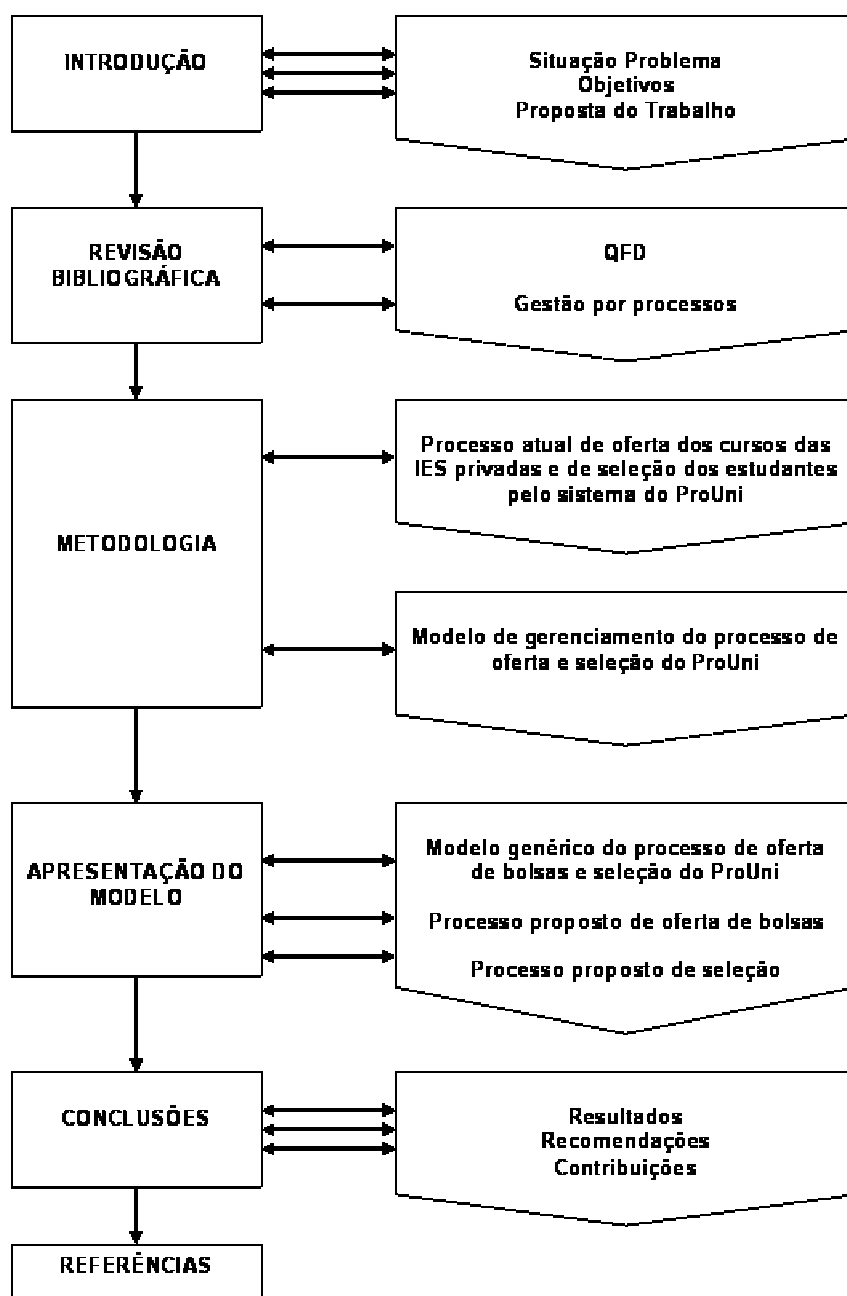 INTRODUÇÃO
Situação Problema
Objetivos
Proposta do Trabalho
REVISÃO
BIBLIOGRÁFICA
QFD
Gestão por processos
METODOLOGIA
Processo atual de oferta dos cursos das
IES privadas e de seleção dos estudantes
pelo sistema do ProUni
Modelo de gerenciamento do processo de
oferta e seleção do ProUni
APRESENTAÇÃO DO
MODELO
Modelo genérico do processo de oferta
de bolsas e seleção do ProUni
Processo proposto de oferta de bolsas
Processo proposto de seleção
CONCLUSÕES
Resultados
Recomendações
Contribuições
REFERÊNCIAS